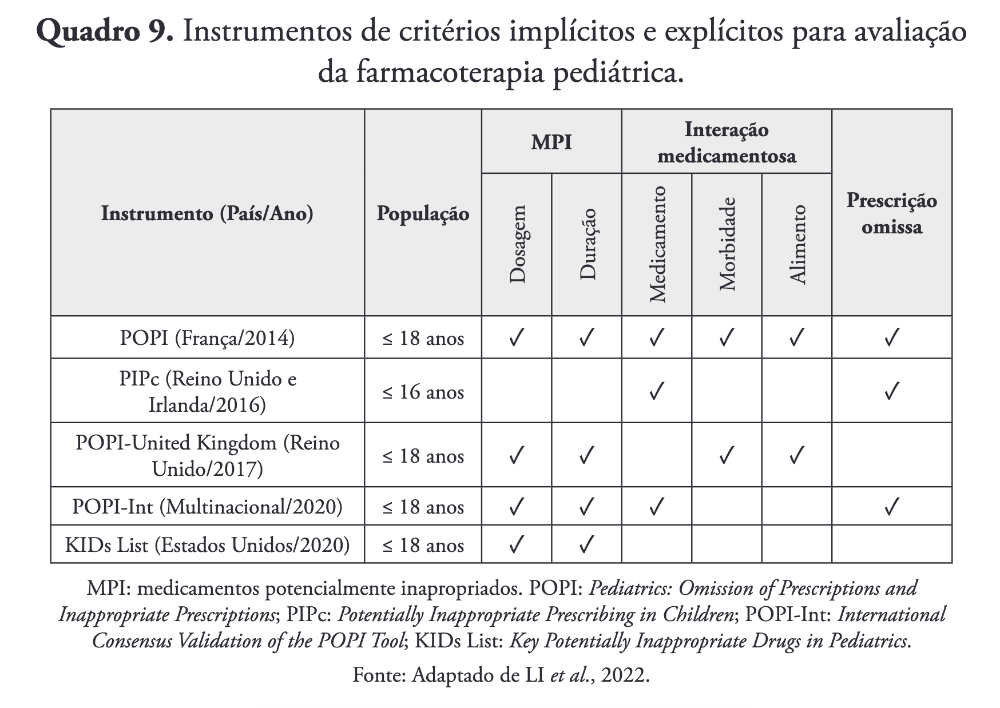 Quadro 9. Instrumentos de critérios implícitos e explícitos para avaliação
da farmacoterapia pediátrica.
Instrumento (País/Ano)
População
MPI
Interação
medicamentosa
Prescrição
omissa
Dosagem
Duração
Medicamento
Morbidade
Alimento
POPI (França/2014) ≤ 18 anos ✓ ✓ ✓ ✓ ✓ ✓
PIPc (Reino Unido e
Irlanda/2016) ≤ 16 anos ✓ ✓
POPI-United Kingdom (Reino
Unido/2017) ≤ 18 anos ✓ ✓ ✓ ✓
POPI-Int (Multinacional/2020) ≤ 18 anos ✓ ✓ ✓ ✓
KIDs List (Estados Unidos/2020) ≤ 18 anos ✓ ✓
MPI: medicamentos potencialmente inapropriados. POPI: Pediatrics: Omission of Prescriptions and
Inappropriate Prescriptions; PIPc: Potentially Inappropriate Prescribing in Children; POPI-Int: International
Consensus Validation of the POPI Tool; KIDs List: Key Potentially Inappropriate Drugs in Pediatrics.
Fonte: Adaptado de LI et al., 2022.